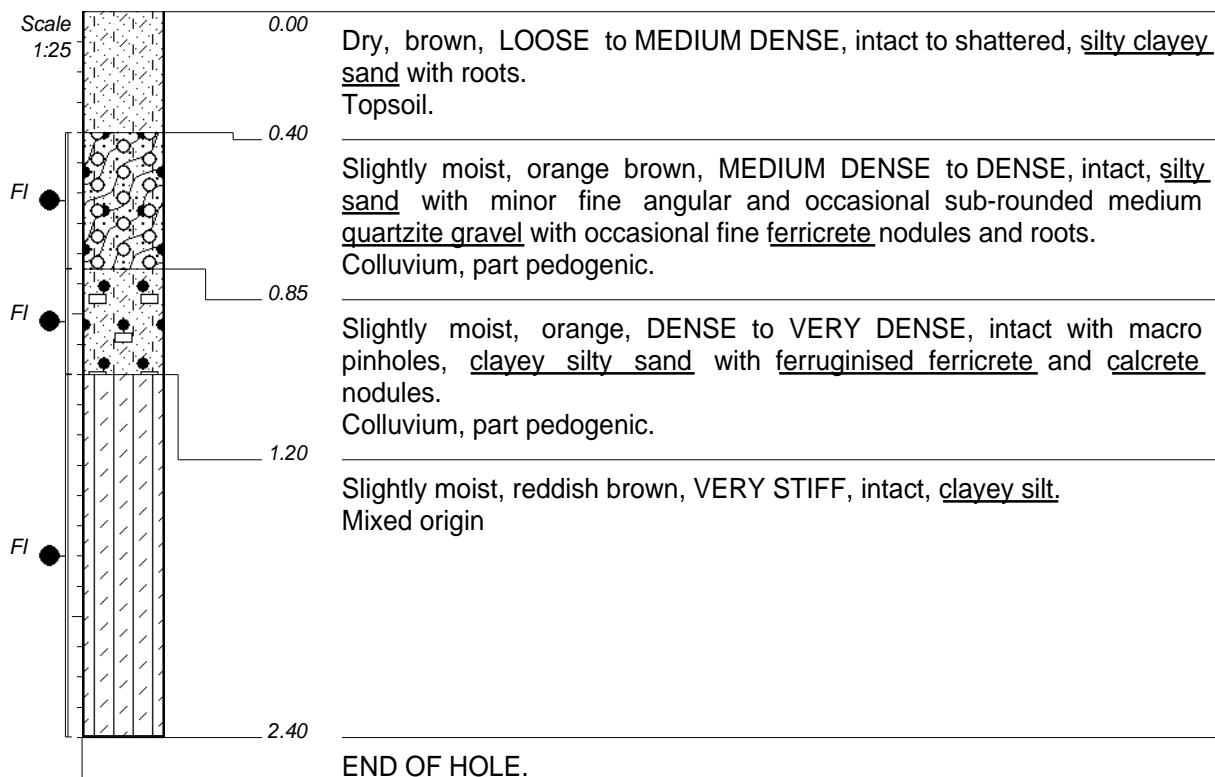 Scale
1:25
0.00
Dry, brown, LOOSE to MEDIUM DENSE, intact to shattered, silty clayey
sand with roots.
Topsoil.
0.40
Slightly moist, orange brown, MEDIUM DENSE to DENSE, intact, silty
sand with minor fine angular and occasional sub-rounded medium
quartzite gravel with occasional fine ferricrete nodules and roots.
Colluvium, part pedogenic.
FI
0.85
FI
Slightly moist, orange, DENSE to VERY DENSE, intact with macro
pinholes, clayey silty sand with ferruginised ferricrete and calcrete
nodules.
Colluvium, part pedogenic.
1.20
Slightly moist, reddish brown, VERY STIFF, intact, clayey silt.
Mixed origin
FI
2.40
END OF HOLE.